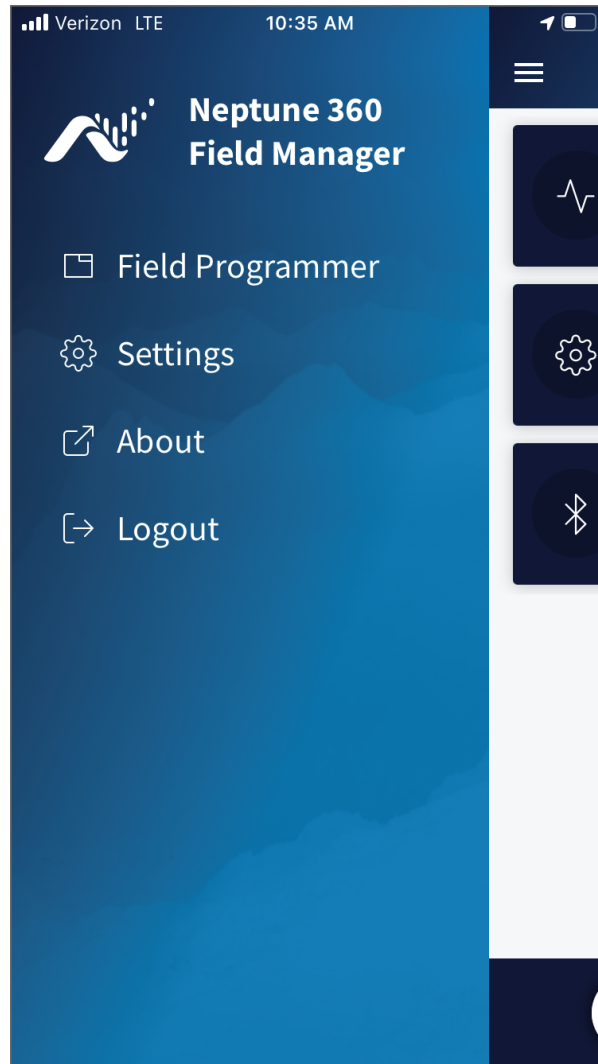 Verizon LTE 10:35 AM
Neptune 360
Field Manager
Field Programmer
Settings
About
Logout